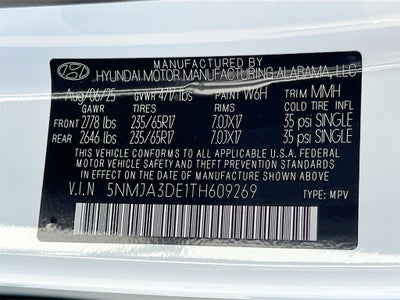 MANUFACTURED BY
HYUNDAI MOTOR MANUFACTURING ALABAMA, LLC
Aug/06/25 GVWR 4717 lbs PAINT W6H TRIM MMH
GAWR TIRES RIMS COLD TIRE INFL
FRONT 2778 lbs 235/65R17 7.0JX17 35 psi SINGLE
REAR 2646 lbs 235/65R17 7.0JX17 35 psi SINGLE
THIS VEHICLE CONFORMS TO ALL APPLICABLE U.S.A. FEDERAL MOTOR
VEHICLE SAFETY AND THEFT PREVENTION STANDARDS IN EFFECT
ON THE DATE OF MANUFACTURE SHOWN ABOVE.
V.I.N 5NMJA3DE1TH609269 TYPE: MPV